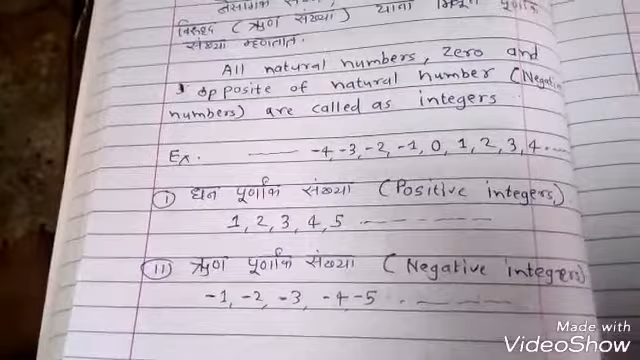 विरुद्ध (ऋण संख्या) याना मिळून पूर्णांक
संख्या म्हणतात.
All natural numbers, zero and
opposite of natural number (Negative
numbers) are called as integers
Ex. —— -4, -3, -2, -1, 0, 1, 2, 3, 4 ....
(i) धन पूर्णांक संख्या (Positive integers)
1, 2, 3, 4, 5 ---------
(ii) ऋण पूर्णांक संख्या (Negative integers)
-1, -2, -3, -4 -5 . ------
Made with
VideoShow